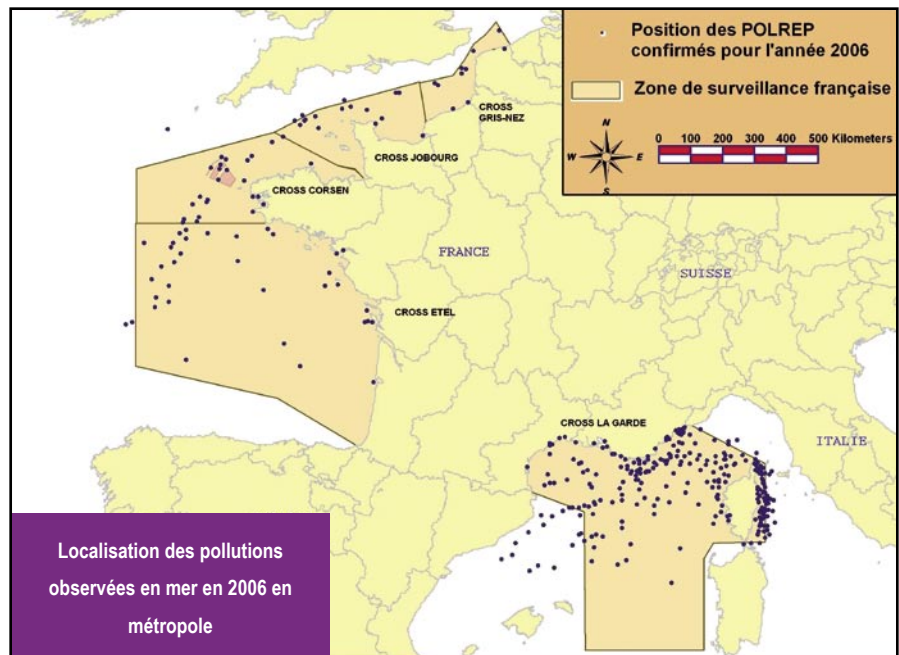 Position des POLREP
confirmés pour l'année 2006
Zone de surveillance française
N
W
E
S
0 100 200 300 400 500 Kilometers
CROSS
GRIS-NEZ
CROSS JOBOURG
CROSS CORSEN
FRANCE
SUISSE
CROSS ETEL
CROSS LA GARDE
ITALIE
Localisation des pollutions
observées en mer en 2006 en
métropole